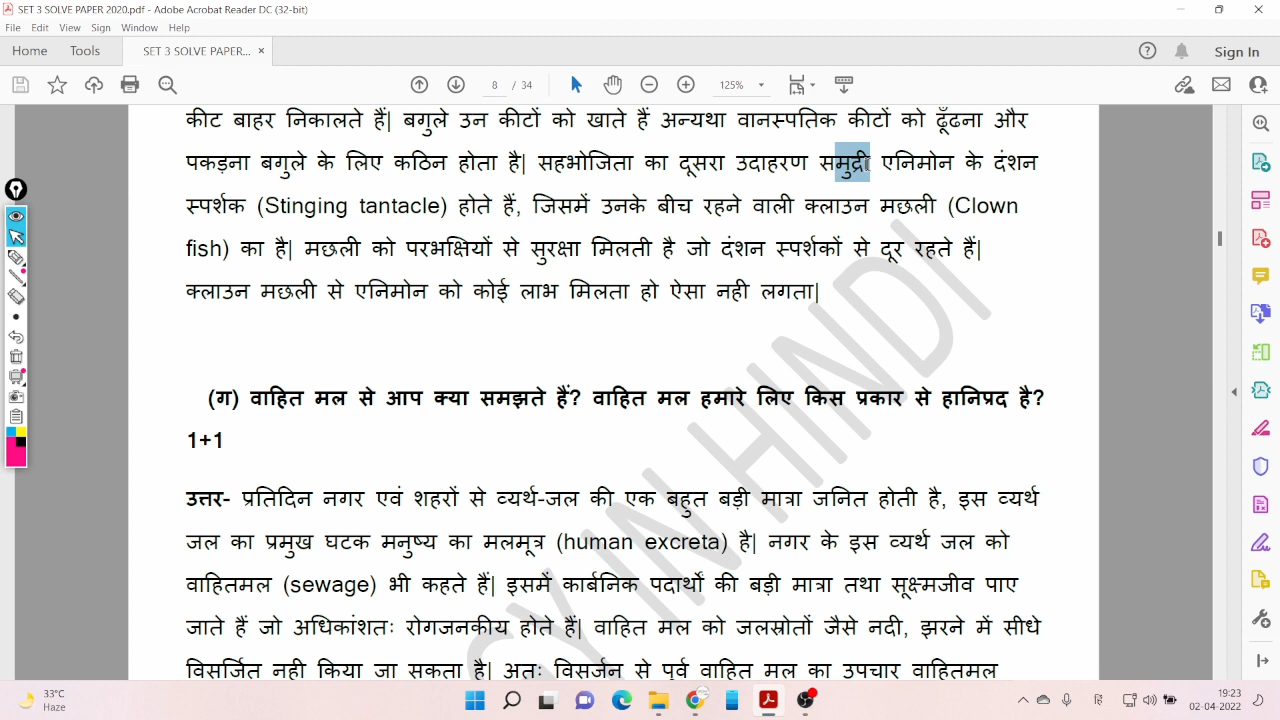 SET 3 SOLVE PAPER 2020.pdf - Adobe Acrobat Reader DC (32-bit)
File Edit View Sign Window Help
Home Tools SET 3 SOLVE PAPER... × Sign In
8 / 34 125%
कीट बाहर निकालते हैं| बगुले उन कीटों को खाते हैं अन्यथा वानस्पतिक कीटों को ढूँढना और
पकड़ना बगुले के लिए कठिन होता है| सहभोजिता का दूसरा उदाहरण समुद्री एनिमोन के दंशन
स्पर्शक (Stinging tantacle) होते हैं, जिसमें उनके बीच रहने वाली क्लाउन मछली (Clown
fish) का है| मछली को परभक्षियों से सुरक्षा मिलती है जो दंशन स्पर्शकों से दूर रहते हैं|
क्लाउन मछली से एनिमोन को कोई लाभ मिलता हो ऐसा नही लगता|
(ग) वाहित मल से आप क्या समझते हैं? वाहित मल हमारे लिए किस प्रकार से हानिप्रद है?
1+1
उत्तर- प्रतिदिन नगर एवं शहरों से व्यर्थ-जल की एक बहुत बड़ी मात्रा जनित होती है, इस व्यर्थ
जल का प्रमुख घटक मनुष्य का मलमूत्र (human excreta) है| नगर के इस व्यर्थ जल को
वाहितमल (sewage) भी कहते हैं| इसमें कार्बनिक पदार्थों की बड़ी मात्रा तथा सूक्ष्मजीव पाए
जाते हैं जो अधिकांशतः रोगजनकीय होते हैं| वाहित मल को जलस्रोतों जैसे नदी, झरने में सीधे
विसर्जित नही किया जा सकता है| अतः विसर्जन से पूर्व वाहित मल का उपचार वाहितमल
GY IN HINDI
33°C
Haze
19:23
02-04-2022